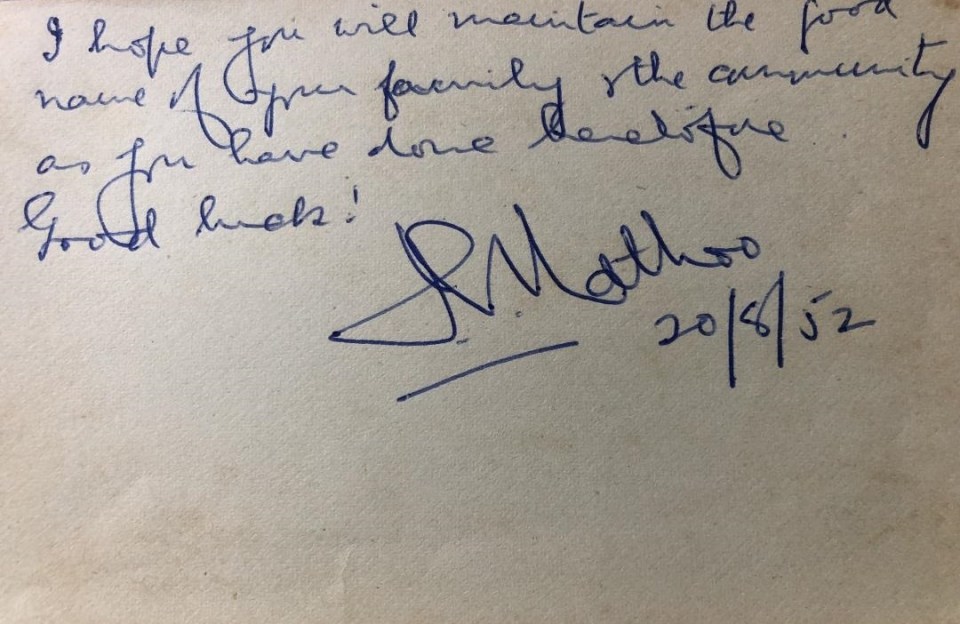 I hope you will maintain the good
name of your family & the community
as you have done heretofore.
Good luck!
Mathoo
20/8/52